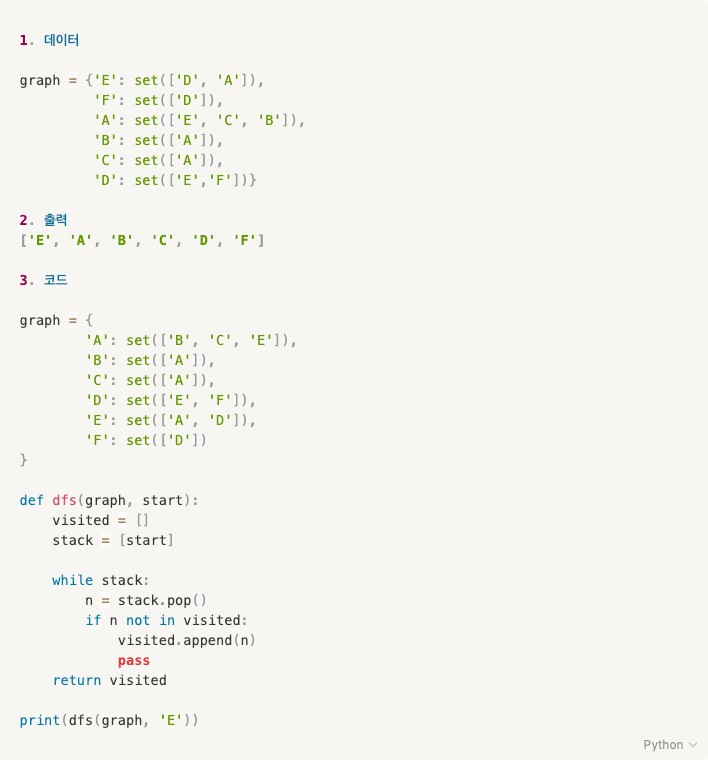 1. 데이터
graph = {'E': set(['D', 'A']),
         'F': set(['D']),
         'A': set(['E', 'C', 'B']),
         'B': set(['A']),
         'C': set(['A']),
         'D': set(['E','F'])}
2. 출력
['E', 'A', 'B', 'C', 'D', 'F']
3. 코드
graph = {
        'A': set(['B', 'C', 'E']),
        'B': set(['A']),
        'C': set(['A']),
        'D': set(['E', 'F']),
        'E': set(['A', 'D']),
        'F': set(['D'])
}
def dfs(graph, start):
    visited = []
    stack = [start]
    while stack:
        n = stack.pop()
        if n not in visited:
            visited.append(n)
            pass
    return visited
print(dfs(graph, 'E'))
Python